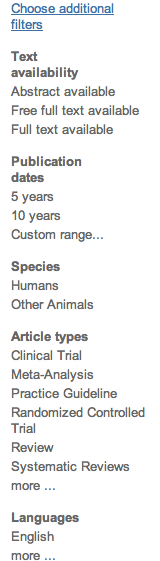 Choose additional
filters
Text
availability
Abstract available
Free full text available
Full text available
Publication
dates
5 years
10 years
Custom range...
Species
Humans
Other Animals
Article types
Clinical Trial
Meta-Analysis
Practice Guideline
Randomized Controlled
Trial
Review
Systematic Reviews
more ...
Languages
English
more ...